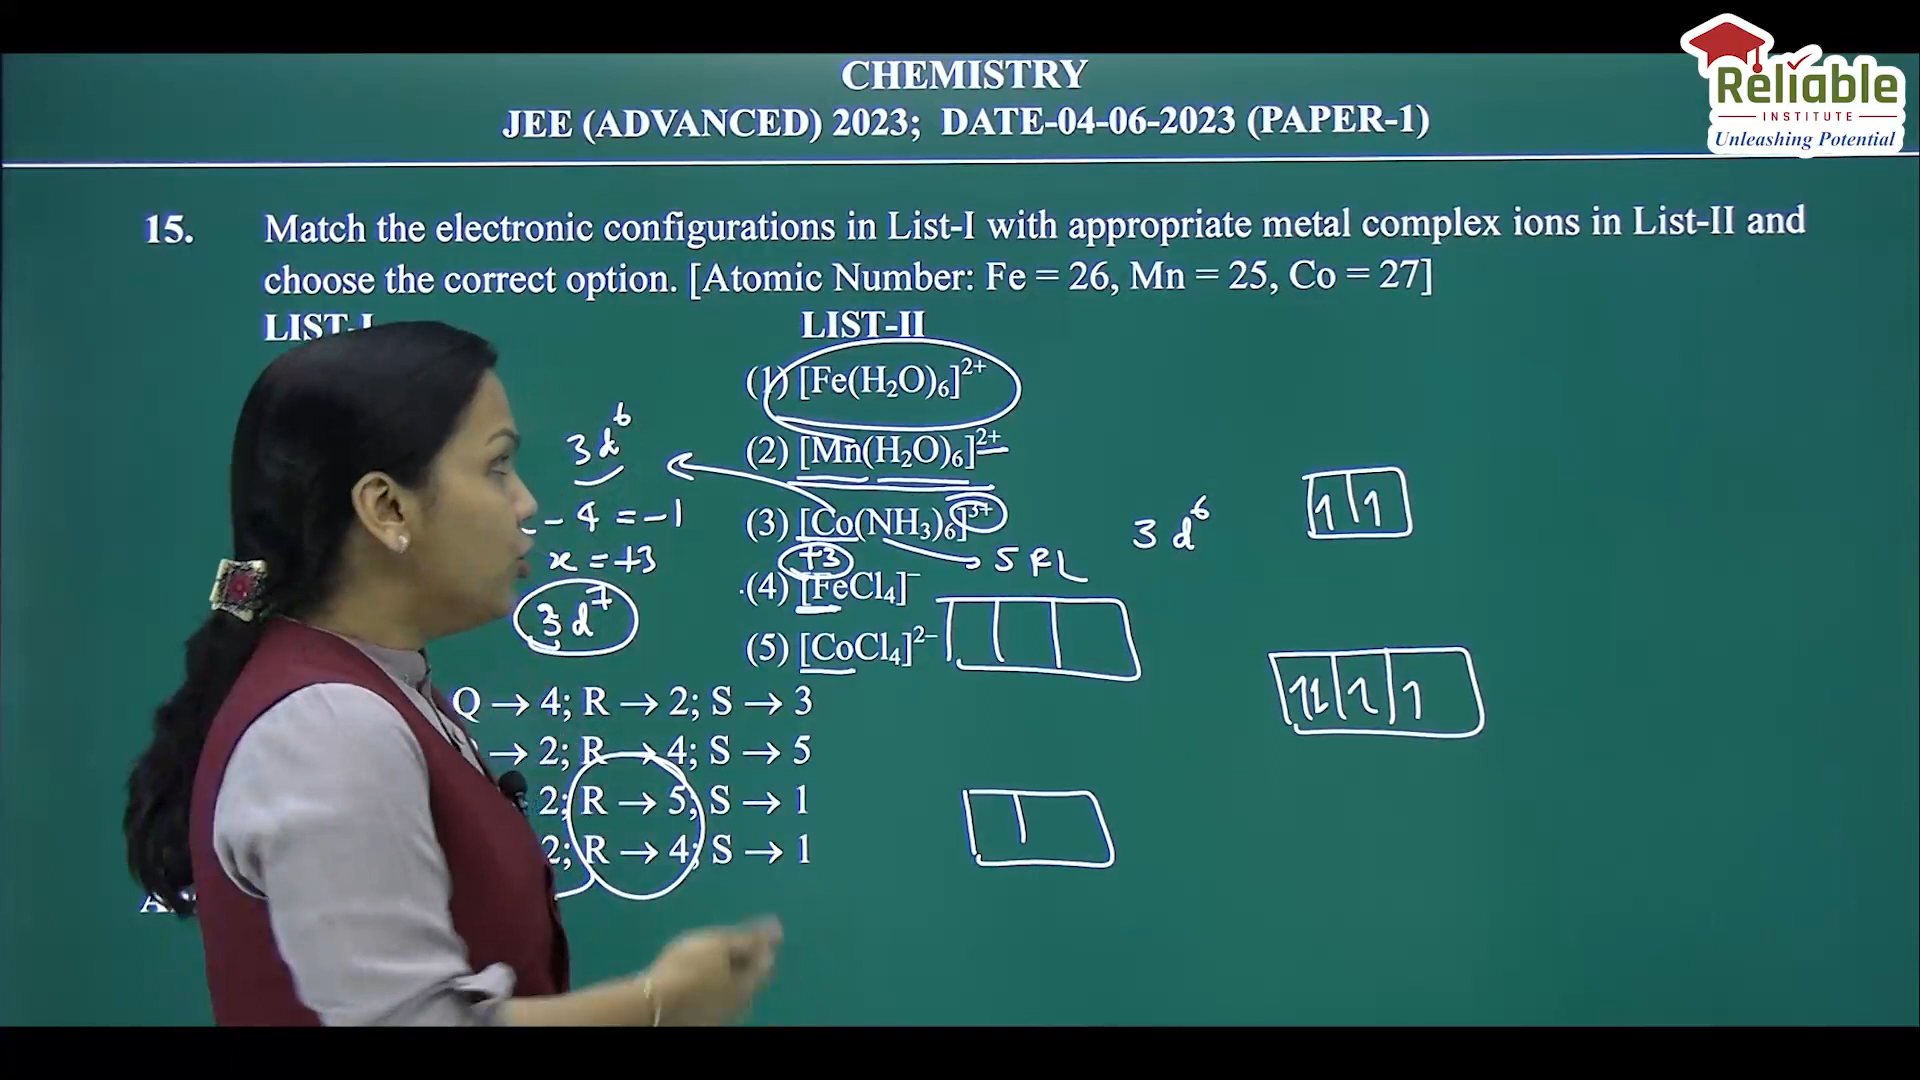 CHEMISTRY
JEE (ADVANCED) 2023; DATE-04-06-2023 (PAPER-1)
Reliable
INSTITUTE
Unleashing Potential
15. Match the electronic configurations in List-I with appropriate metal complex ions in List-II and
choose the correct option. [Atomic Number: Fe = 26, Mn = 25, Co = 27]
LIST-I LIST-II
(1) [Fe(H₂O)₆]²⁺
3d⁶
(2) [Mn(H₂O)₆]²⁺
- 4 = -1
(3) [Co(NH₃)₆]³⁺
3d⁶
x = +3
+3
SFL
(4) [FeCl₄]⁻
3d⁷
(5) [CoCl₄]²⁻
Q → 4; R → 2; S → 3
→ 2; R → 4; S → 5
2; R → 5; S → 1
2; R → 4; S → 1